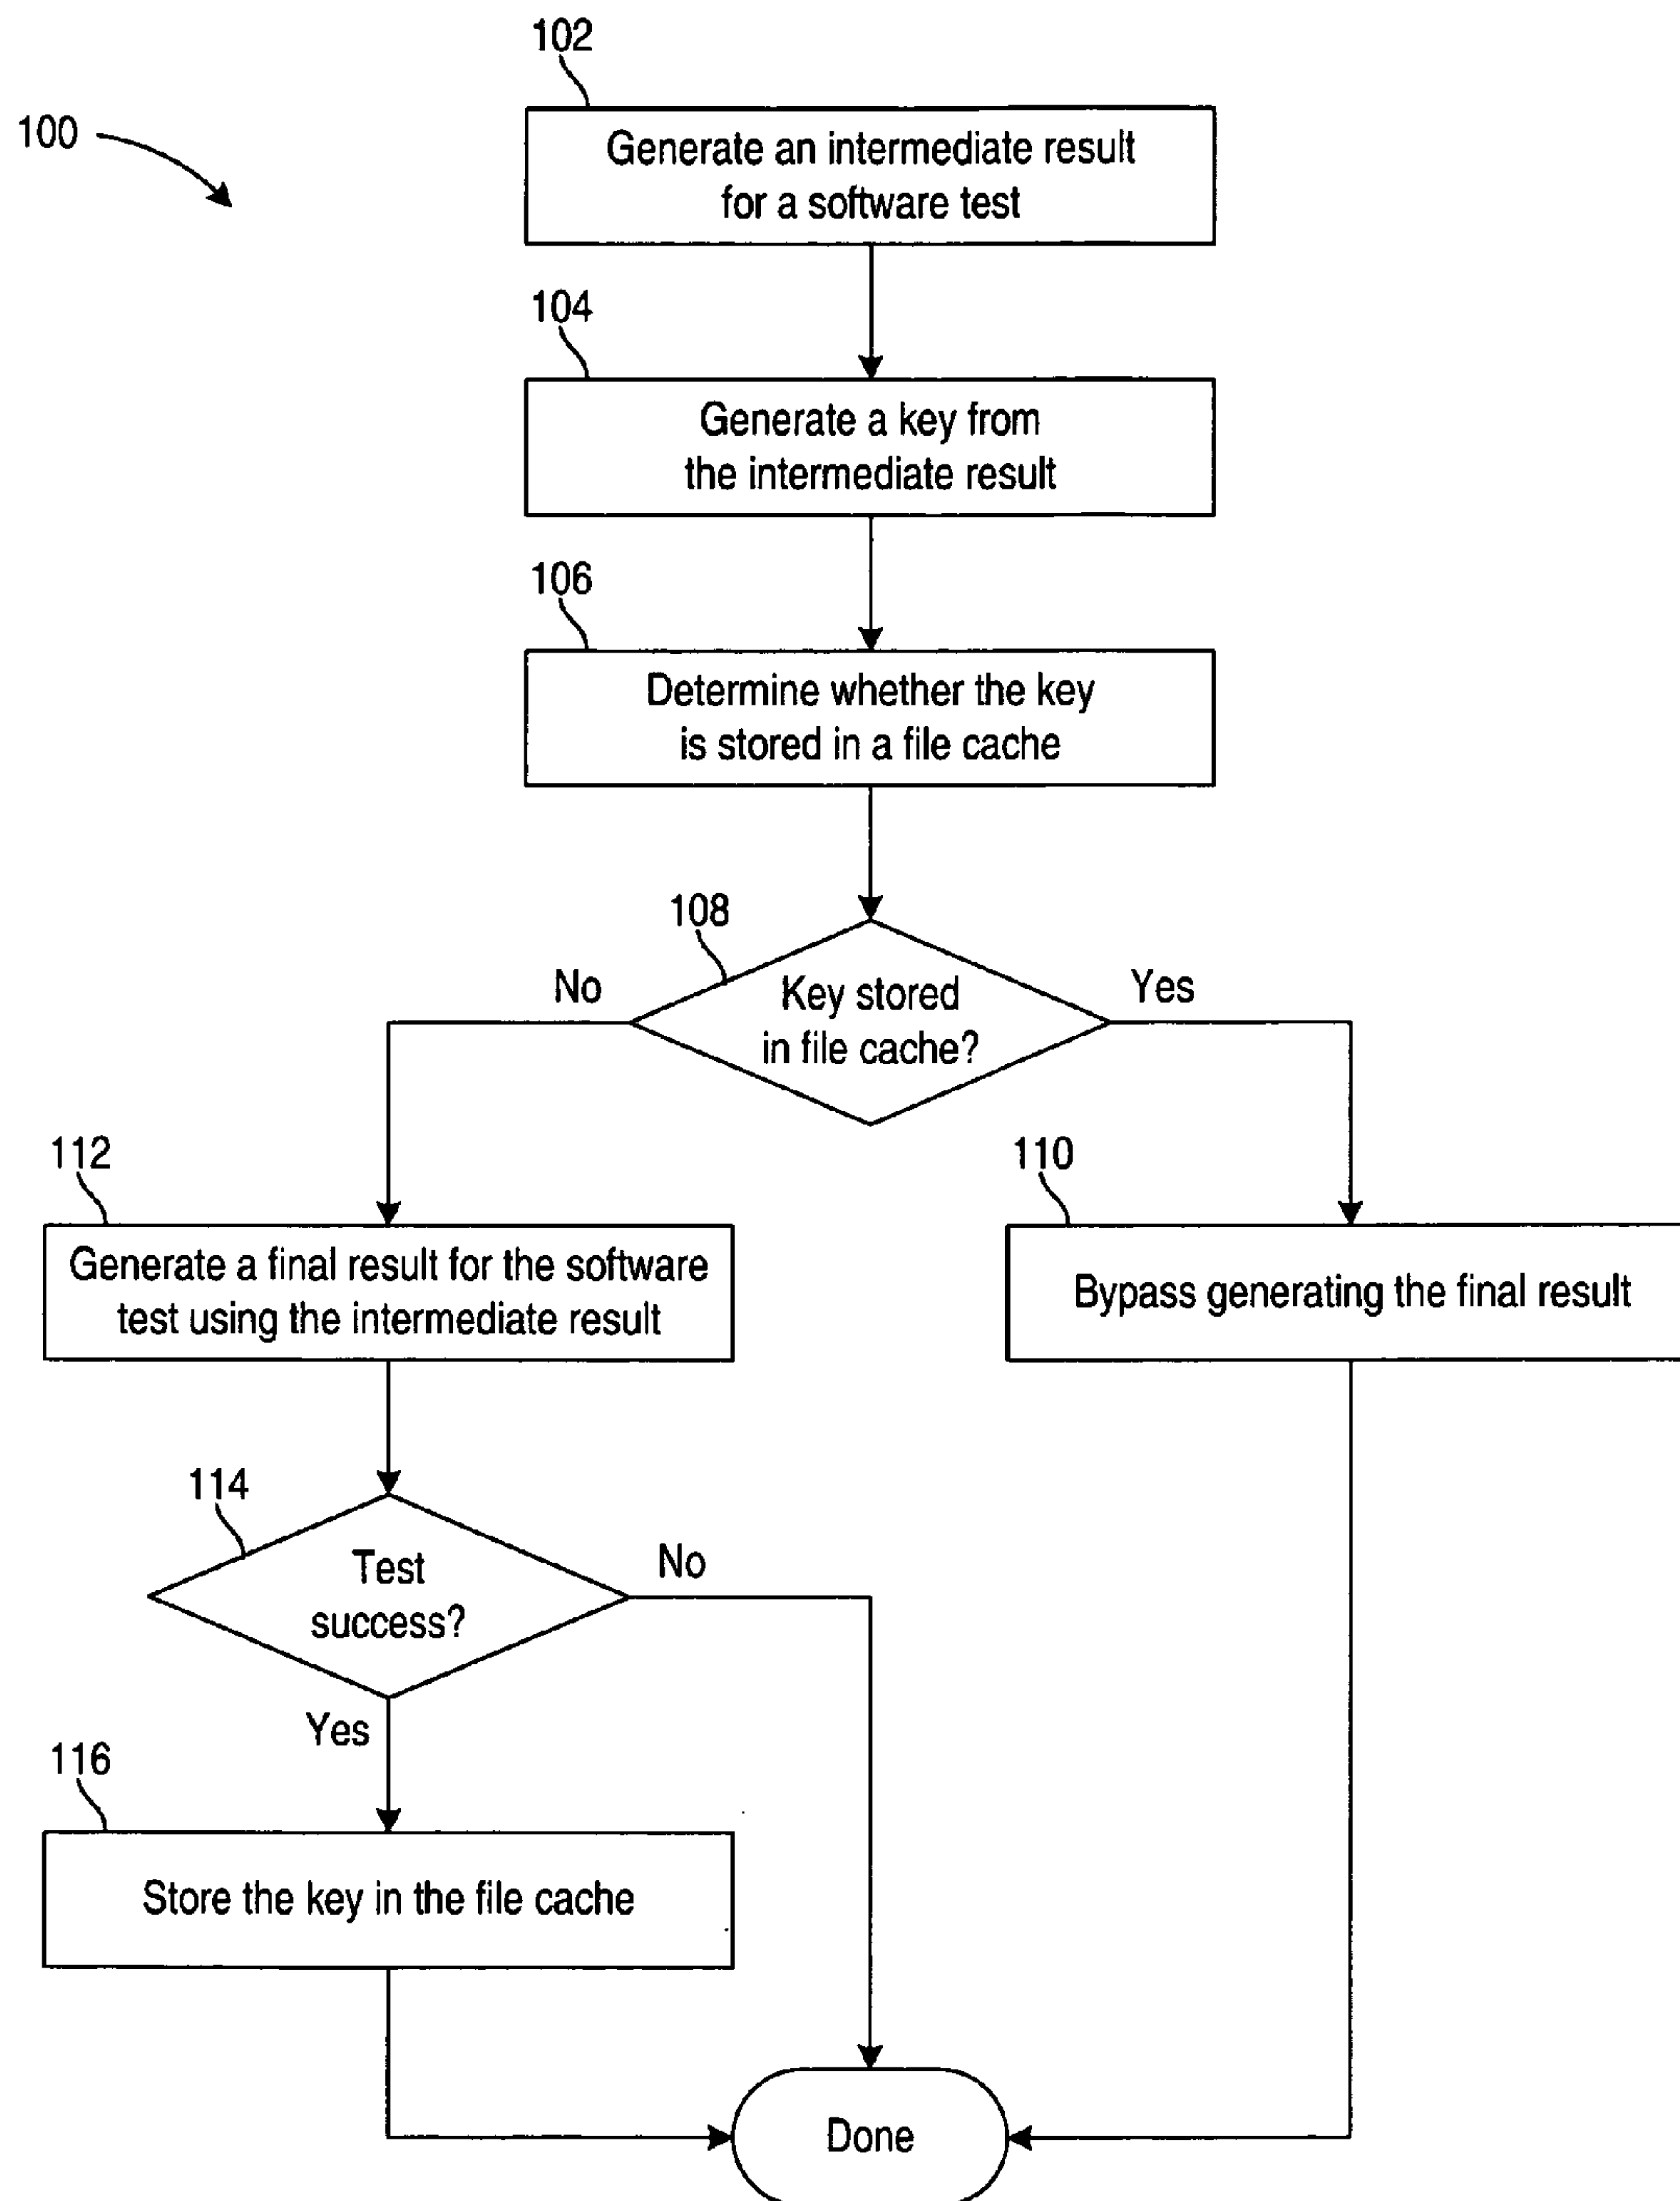 102
100
Generate an intermediate result
for a software test
104
Generate a key from
the intermediate result
106
Determine whether the key
is stored in a file cache
108
No
Key stored
in file cache?
Yes
112
110
Generate a final result for the software
test using the intermediate result
Bypass generating the final result
114
Test
success?
No
Yes
116
Store the key in the file cache
Done